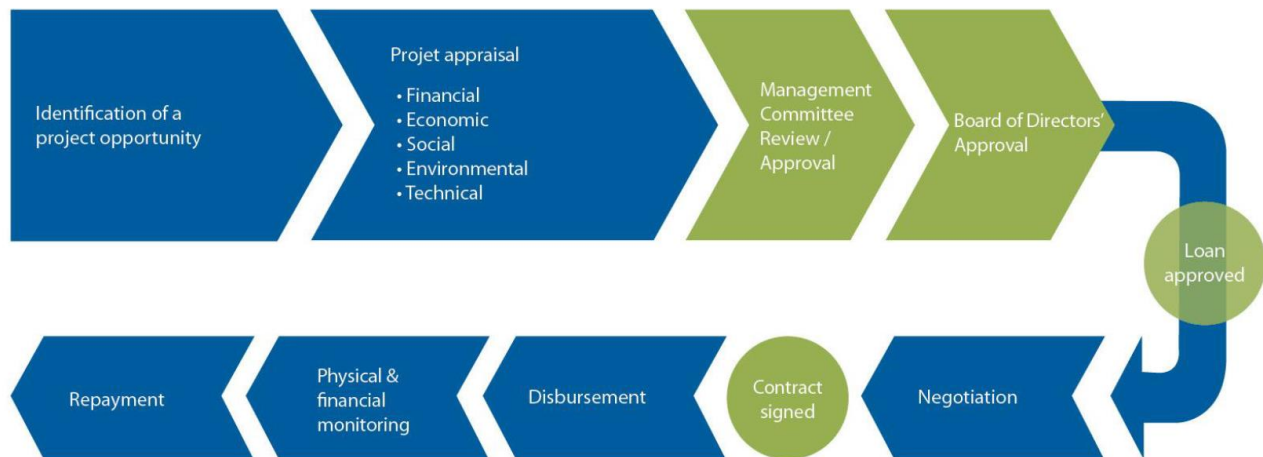 Identification of a
project opportunity
Projet appraisal
• Financial
• Economic
• Social
• Environmental
• Technical
Management
Committee
Review /
Approval
Board of Directors’
Approval
Loan
approved
Negotiation
Contract
signed
Disbursement
Physical &
financial
monitoring
Repayment